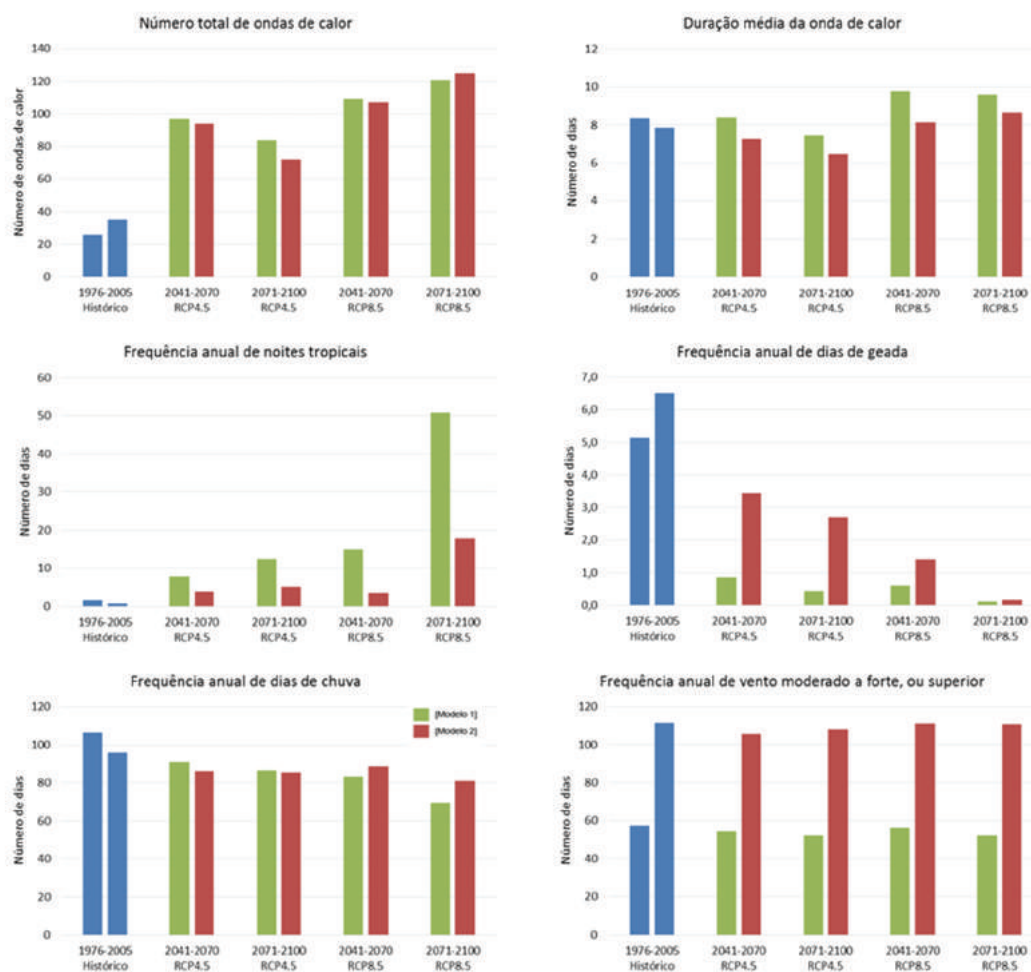 Número total de ondas de calor
Número de ondas de calor
140
120
100
80
60
40
20
0
1976-2005 2041-2070 2071-2100 2041-2070 2071-2100
Histórico RCP4.5 RCP4.5 RCP8.5 RCP8.5
Duração média da onda de calor
Número de dias
12
10
8
6
4
2
0
1976-2005 2041-2070 2071-2100 2041-2070 2071-2100
Histórico RCP4.5 RCP4.5 RCP8.5 RCP8.5
Frequência anual de noites tropicais
Número de dias
60
50
40
30
20
10
0
1976-2005 2041-2070 2071-2100 2041-2070 2071-2100
Histórico RCP4.5 RCP4.5 RCP8.5 RCP8.5
Frequência anual de dias de geada
Número de dias
7,0
6,0
5,0
4,0
3,0
2,0
1,0
0,0
1976-2005 2041-2070 2071-2100 2041-2070 2071-2100
Histórico RCP4.5 RCP4.5 RCP8.5 RCP8.5
Frequência anual de dias de chuva
[Modelo 1]
[Modelo 2]
Número de dias
120
100
80
60
40
20
0
1976-2005 2041-2070 2071-2100 2041-2070 2071-2100
Histórico RCP4.5 RCP4.5 RCP8.5 RCP8.5
Frequência anual de vento moderado a forte, ou superior
Número de dias
120
100
80
60
40
20
0
1976-2005 2041-2070 2071-2100 2041-2070 2071-2100
Histórico RCP4.5 RCP4.5 RCP8.5 RCP8.5